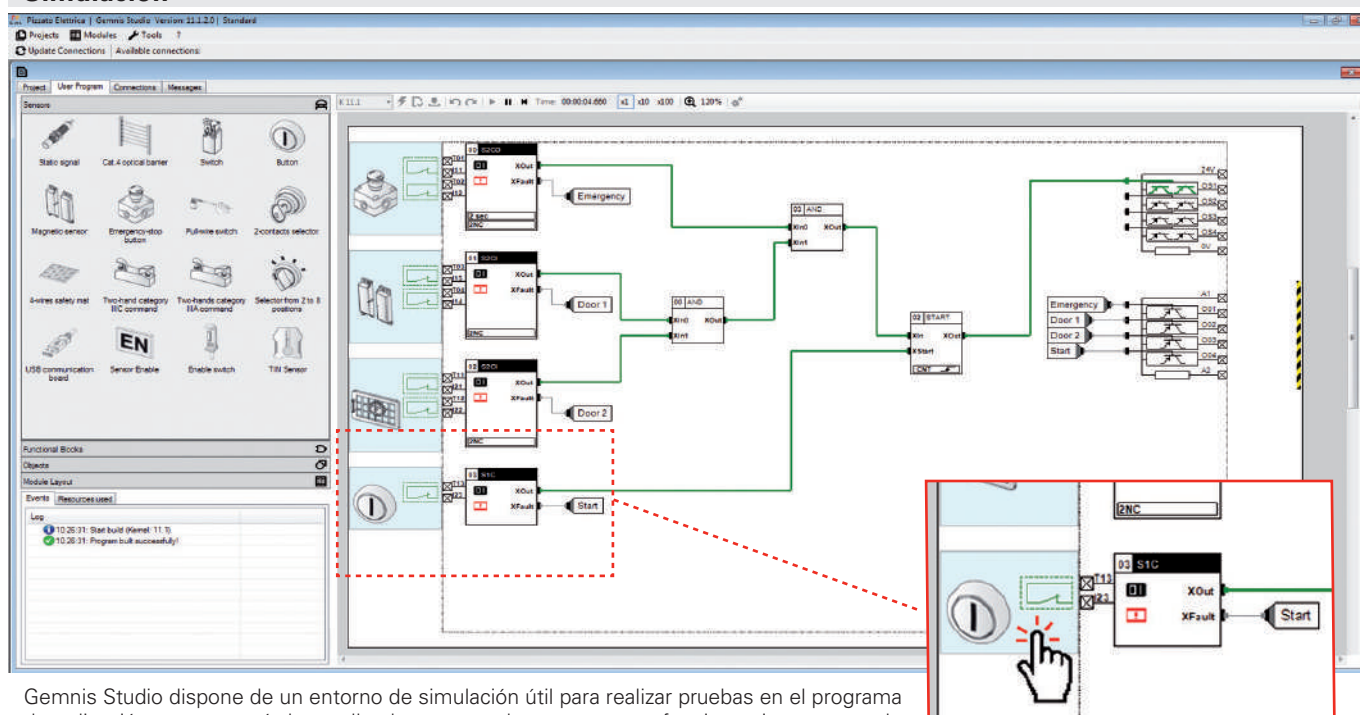 Pizzato Elettrica | Gemnis Studio Version 11.1.2.0 | Standard
Projects Modules Tools ?
Update Connections Available connections:
Project User Program Connections Messages
Sensors
K 11.1 Time: 00:00:04.660 x1 x10 x100 120%
Static signal Cat.4 optical barrier Switch Button
Magnetic sensor Emergency-stop button Pull-wire switch 2-contacts selector
4-wires safety mat Two-hand category IIIC command Two-hands category IIIA command Selector from 2 to 8 positions
USB communication board Sensor Enable Enable switch TIN Sensor
EN
Functional Blocks
Objects
Module Layout
Events Resources used
Log
10:26:31: Start build (Kernel: 11.1)
10:26:31: Program built successfully!
XOut
XFault
Emergency
2 sec
2NC
XOut
XFault
Door 1
2NC
XOut
XFault
Door 2
2NC
03 S1C
T13
I23
XOut
XFault
Start
00 AND
XIn0 XOut
XIn1
AND
XIn0 XOut
XIn1
02 START
XIn XOut
XStart
CNT
24V
OS1
OS2
OS3
OS4
0V
Emergency
Door 1
Door 2
Start
A1
O01
O02
O03
O04
A2
2NC
03 S1C
T13
I23
XOut
XFault
Start
Gemnis Studio dispone de un entorno de simulación útil para realizar pruebas en el programa